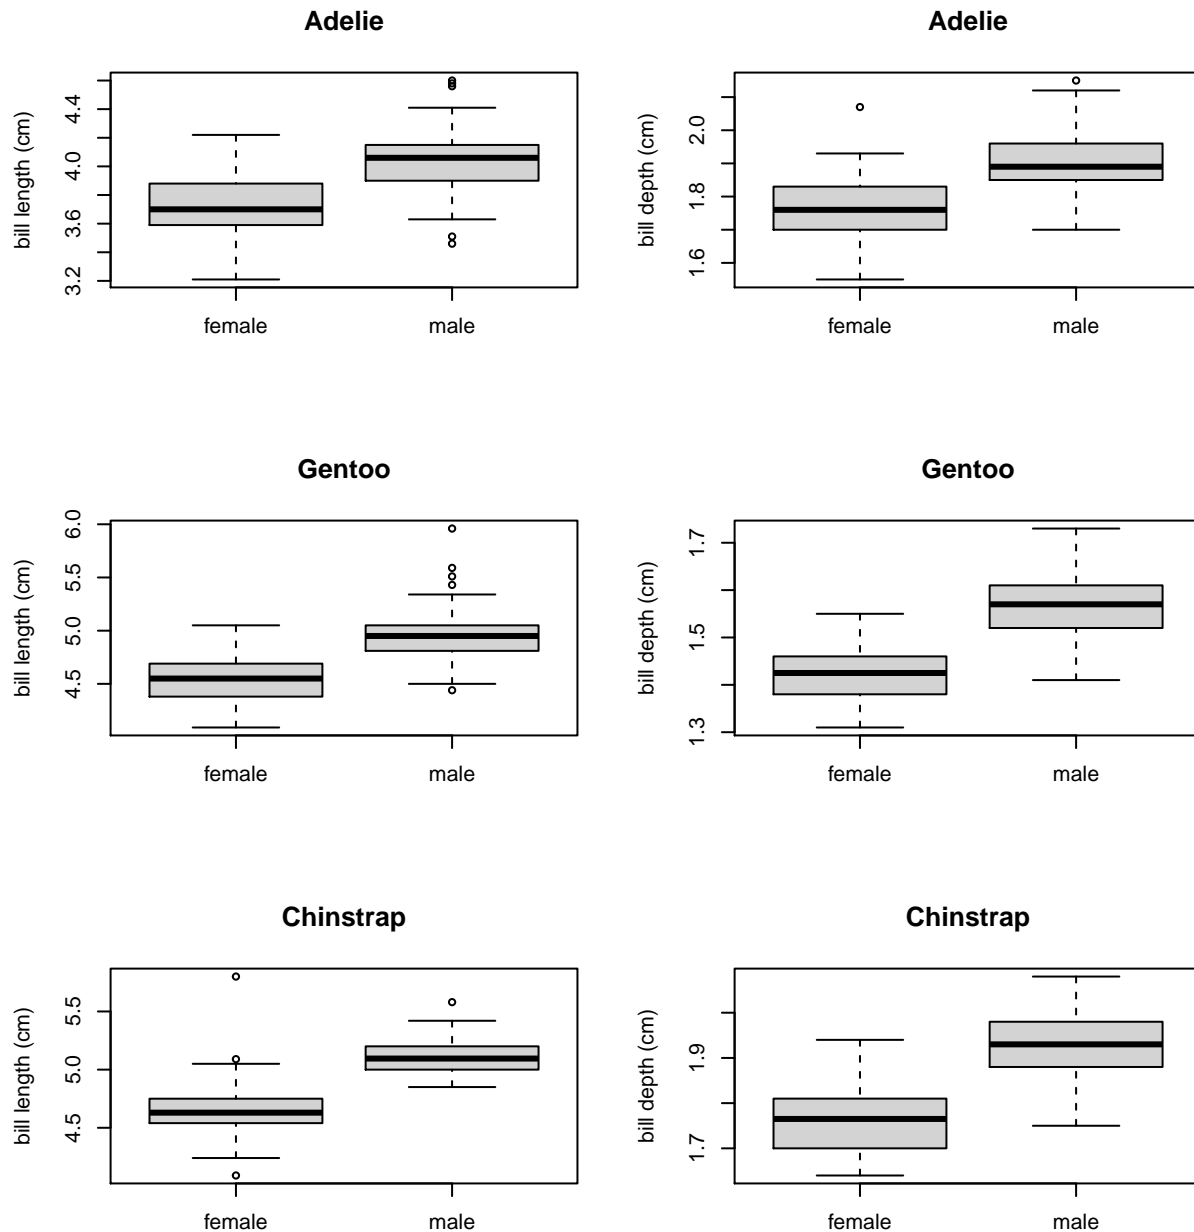 Adelie
bill length (cm)
4.4
4.0
3.6
3.2
female male
Adelie
bill depth (cm)
2.0
1.8
1.6
female male
Gentoo
bill length (cm)
6.0
5.5
5.0
4.5
female male
Gentoo
bill depth (cm)
1.7
1.5
1.3
female male
Chinstrap
bill length (cm)
5.5
5.0
4.5
female male
Chinstrap
bill depth (cm)
1.9
1.7
female male